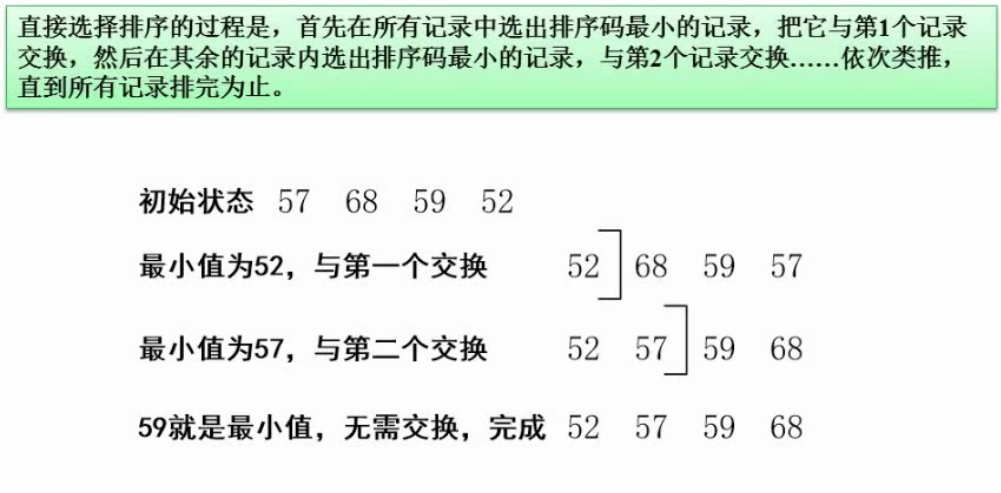 直接选择排序的过程是，首先在所有记录中选出排序码最小的记录，把它与第1个记录
交换，然后在其余的记录内选出排序码最小的记录，与第2个记录交换……依次类推，
直到所有记录排完为止。
初始状态 57 68 59 52
最小值为52，与第一个交换 52 68 59 57
最小值为57，与第二个交换 52 57 59 68
59就是最小值，无需交换，完成 52 57 59 68